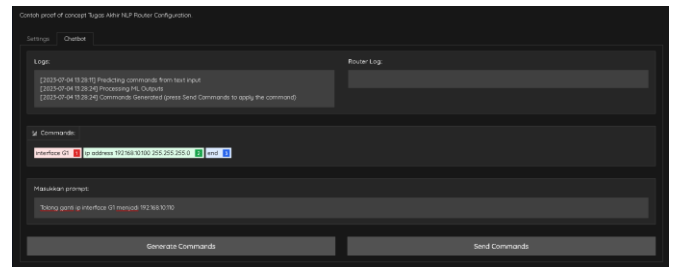 Contoh proof of concept Tugas Akhir NLP Router Configuration
Settings Chatbot
Logs:
[2023-07-04 13:28:11] Predicting commands from text input
[2023-07-04 13:28:24] Processing ML Outputs
[2023-07-04 13:28:24] Commands Generated (press Send Commands to apply the command)
Router Log:
Commands:
interface G1 1 ip address 192.168.10.100 255.255.255.0 2 end 3
Masukkan prompt:
Tolong ganti ip interface G1 menjadi 192.168.10.110
Generate Commands
Send Commands